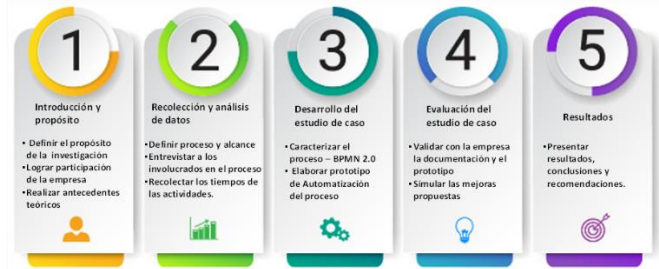 1
Introducción y
propósito
• Definir el propósito
de la investigación
•Lograr participación
de la empresa
•Realizar antecedentes
teóricos
2
Recolección y análisis
de datos
•Definir proceso y alcance
•Entrevistar a los
involucrados en el proceso
•Recolectar los tiempos de
las actividades.
3
Desarrollo del
estudio de caso
•Caracterizar el
proceso – BPMN 2.0
• Elaborar prototipo
de Automatización
del proceso
4
Evaluación del
estudio de caso
•Validar con la empresa
la documentación y el
prototipo
•Simular las mejoras
propuestas
5
Resultados
•Presentar
resultados,
conclusiones y
recomendaciones.